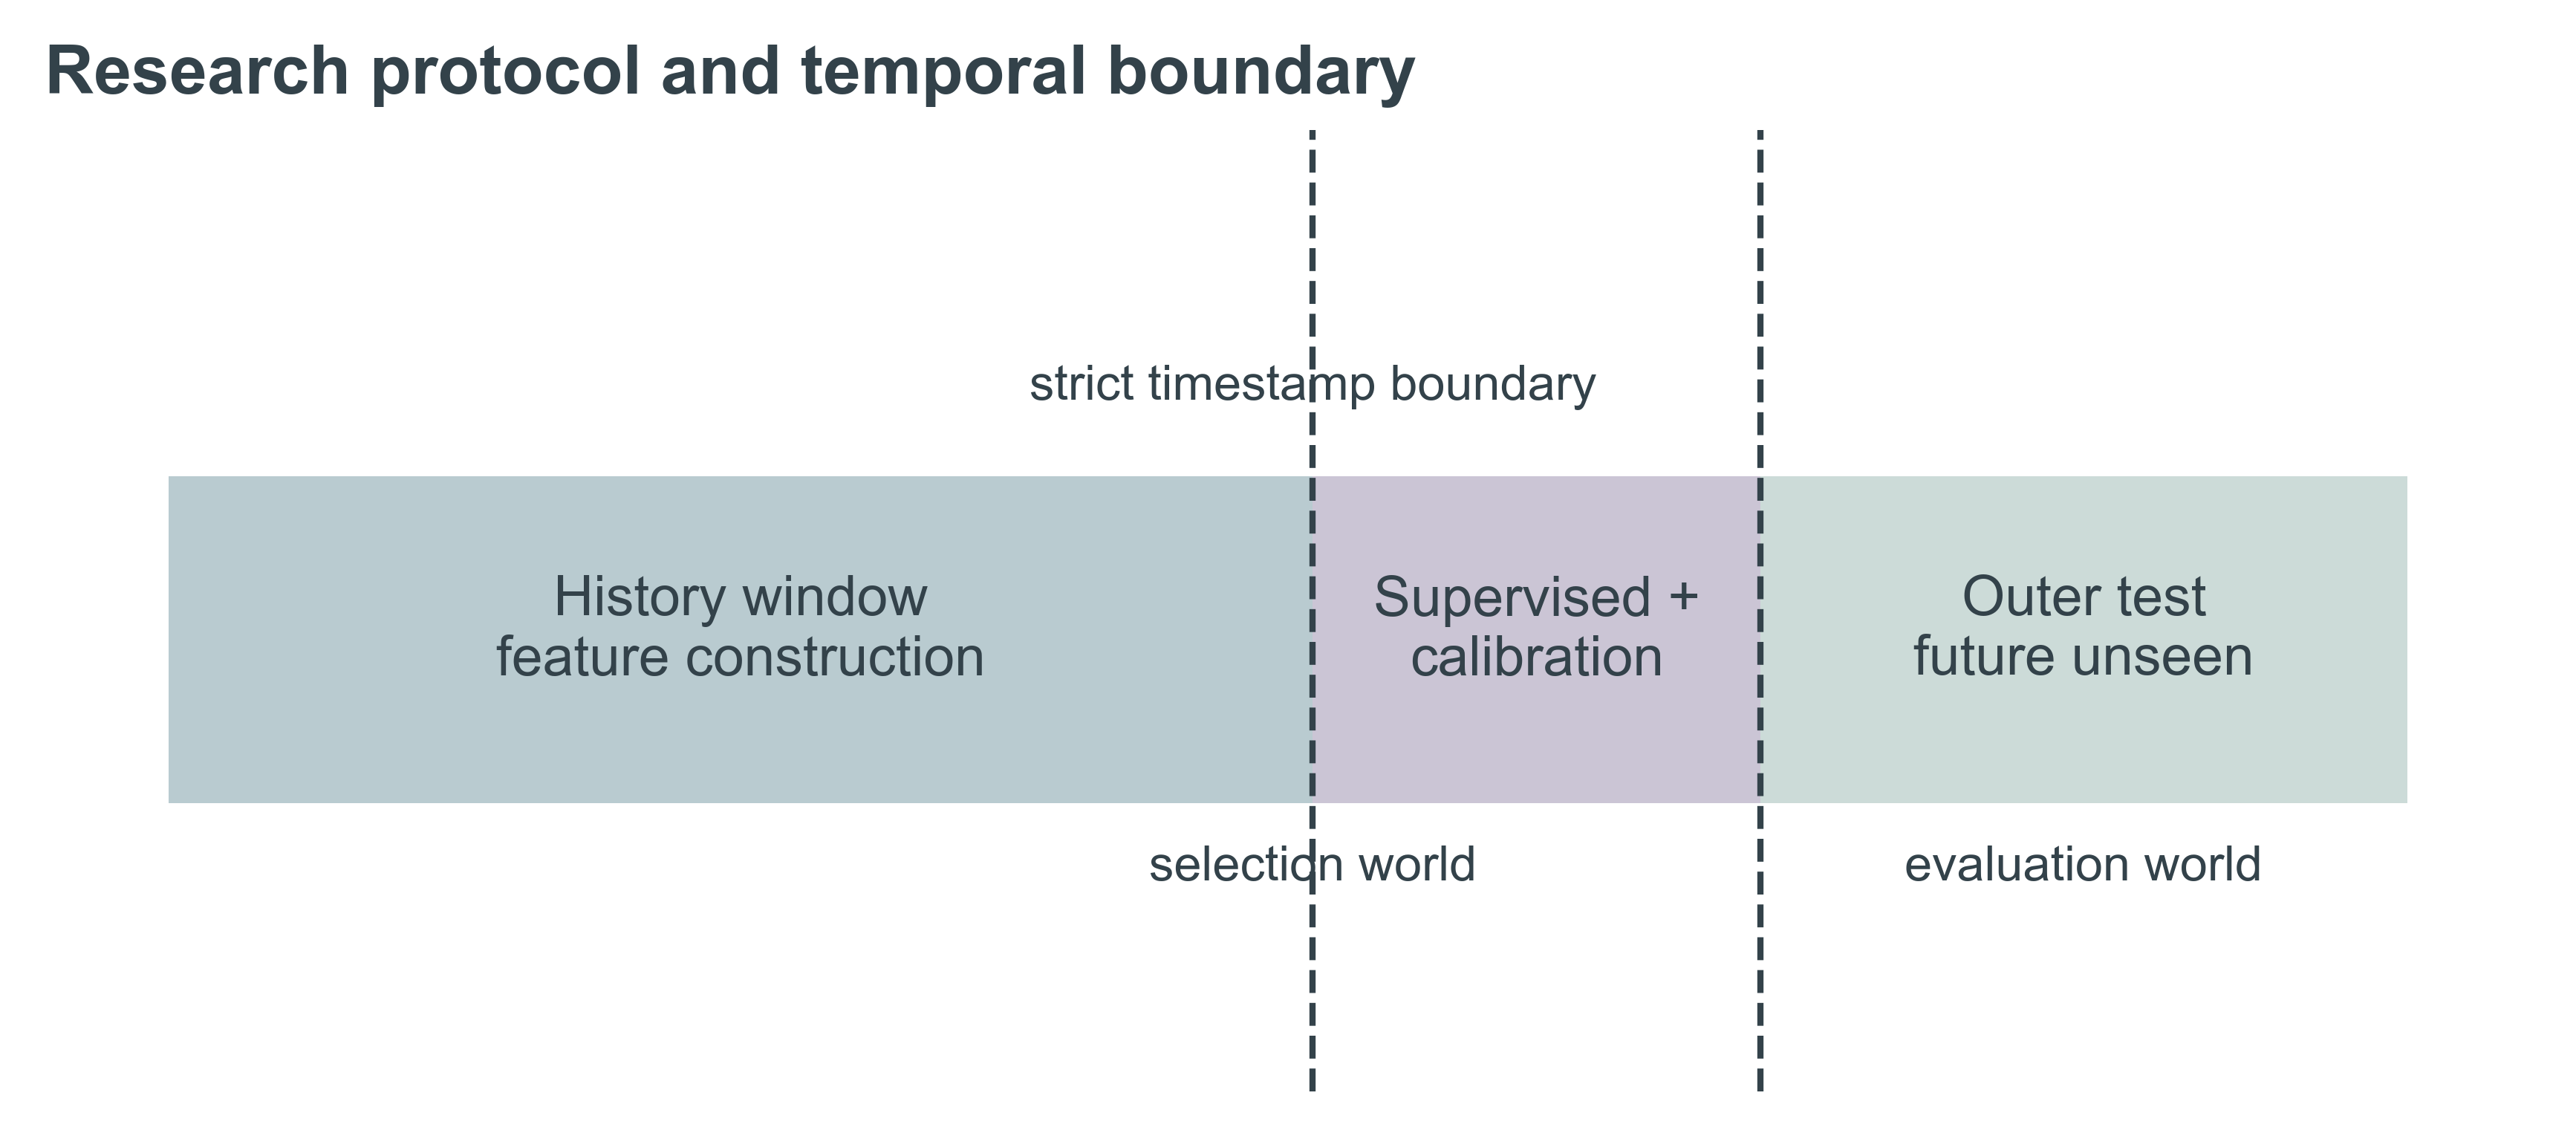 Research protocol and temporal boundary
strict timestamp boundary
History window
feature construction
Supervised +
calibration
Outer test
future unseen
selection world
evaluation world